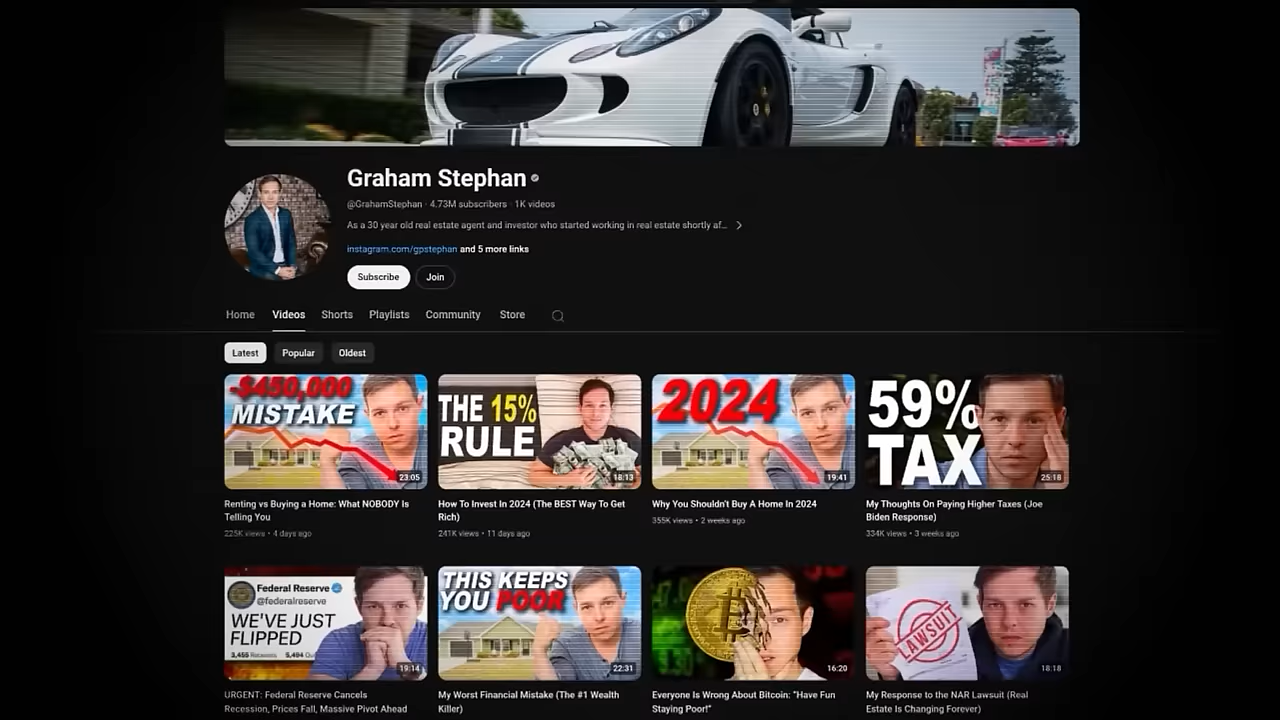 Graham Stephan
@GrahamStephan · 4.73M subscribers · 1K videos
As a 30 year old real estate agent and investor who started working in real estate shortly af...
instagram.com/gpstephan and 5 more links
Subscribe
Join
Home
Videos
Shorts
Playlists
Community
Store
Latest
Popular
Oldest
-$450,000
MISTAKE
23:05
THE 15%
RULE
18:13
2024
19:41
59%
TAX
25:18
Renting vs Buying a Home: What NOBODY Is
Telling You
225K views • 4 days ago
How To Invest In 2024 (The BEST Way To Get
Rich)
241K views • 11 days ago
Why You Shouldn't Buy A Home In 2024
355K views • 2 weeks ago
My Thoughts On Paying Higher Taxes (Joe
Biden Response)
334K views • 3 weeks ago
Federal Reserve
@federalreserve
WE'VE JUST
FLIPPED
3,455 Retweets 5,494
19:14
THIS KEEPS
YOU POOR
22:31
16:20
LAWSUIT
18:18
URGENT: Federal Reserve Cancels
Recession, Prices Fall, Massive Pivot Ahead
My Worst Financial Mistake (The #1 Wealth
Killer)
Everyone Is Wrong About Bitcoin: "Have Fun
Staying Poor!"
My Response to the NAR Lawsuit (Real
Estate Is Changing Forever)